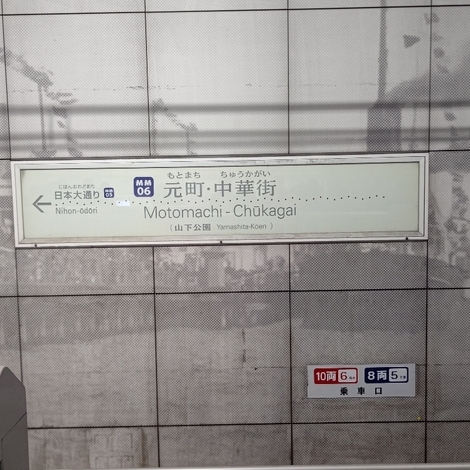 にほんおおどおり
日本大通り MM 05
Nihon-ōdōri
MM
06
もとまち ちゅうかがい
元町・中華街
Motomachi-Chūkagai
(山下公園 Yamashita-Kōen)
10両 6 8両 5
乗車口